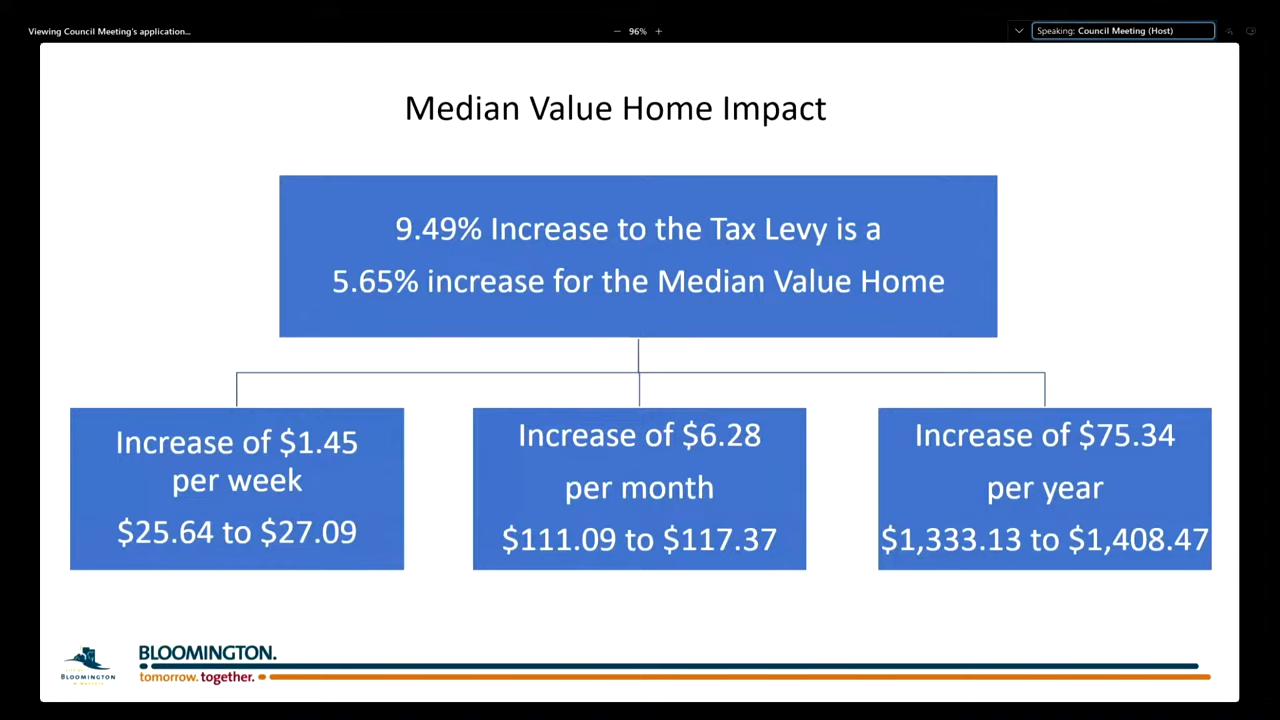 Viewing Council Meeting's application...
− 96% +
Speaking: Council Meeting (Host)
Median Value Home Impact
9.49% Increase to the Tax Levy is a
5.65% increase for the Median Value Home
Increase of $1.45
per week
$25.64 to $27.09
Increase of $6.28
per month
$111.09 to $117.37
Increase of $75.34
per year
$1,333.13 to $1,408.47
BLOOMINGTON
BLOOMINGTON.
tomorrow. together.